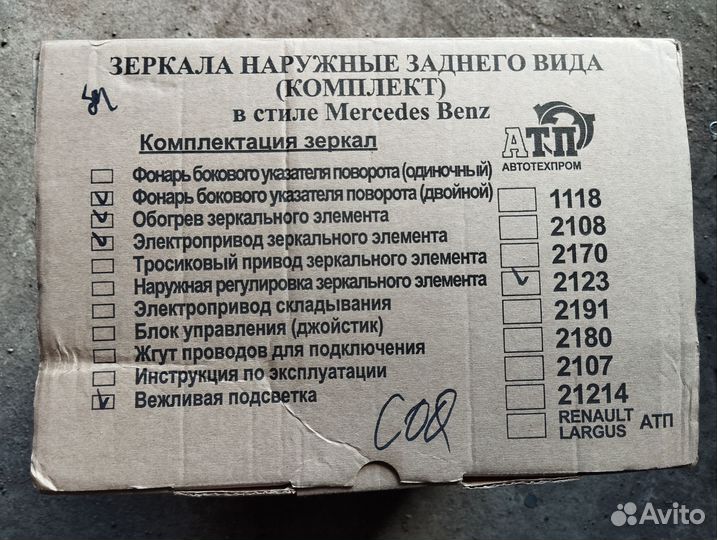 ЗЕРКАЛА НАРУЖНЫЕ ЗАДНЕГО ВИДА
(КОМПЛЕКТ)
в стиле Mercedes Benz
Комплектация зеркал
АТП
АВТОТЕХПРОМ
Фонарь бокового указателя поворота (одиночный)
Фонарь бокового указателя поворота (двойной)
Обогрев зеркального элемента
Электропривод зеркального элемента
Тросиковый привод зеркального элемента
Наружная регулировка зеркального элемента
Электропривод складывания
Блок управления (джойстик)
Жгут проводов для подключения
Инструкция по эксплуатации
Вежливая подсветка
1118
2108
2170
2123
2191
2180
2107
21214
RENAULT
LARGUS АТП
Avito